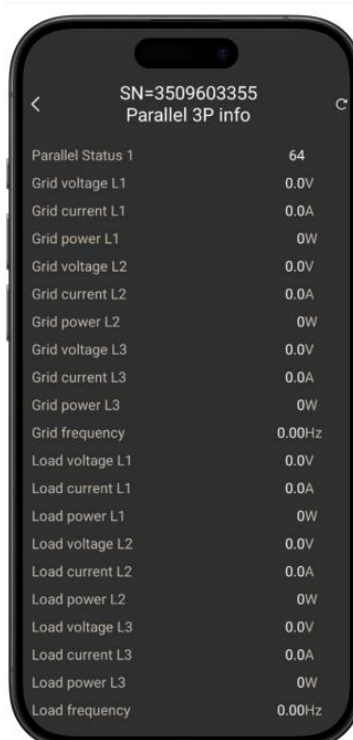 SN=3509603355
Parallel 3P info
Parallel Status 1 64
Grid voltage L1 0.0V
Grid current L1 0.0A
Grid power L1 0W
Grid voltage L2 0.0V
Grid current L2 0.0A
Grid power L2 0W
Grid voltage L3 0.0V
Grid current L3 0.0A
Grid power L3 0W
Grid frequency 0.00Hz
Load voltage L1 0.0V
Load current L1 0.0A
Load power L1 0W
Load voltage L2 0.0V
Load current L2 0.0A
Load power L2 0W
Load voltage L3 0.0V
Load current L3 0.0A
Load power L3 0W
Load frequency 0.00Hz